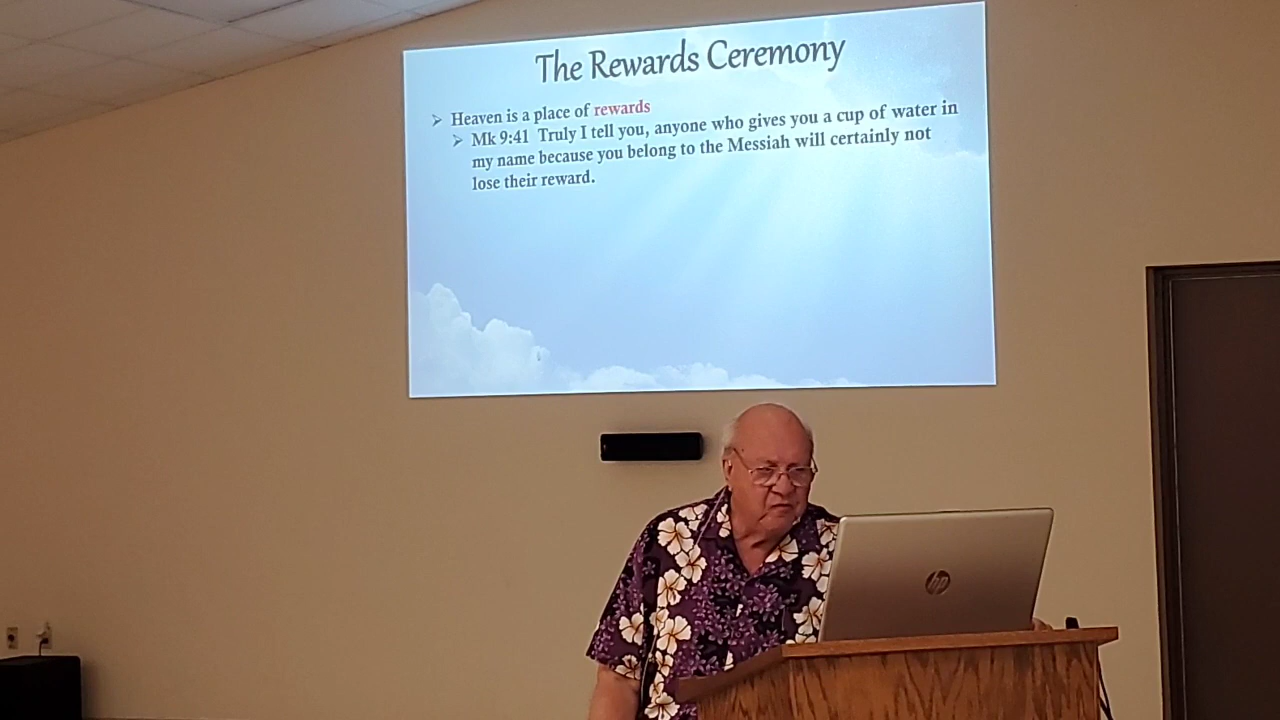 The Rewards Ceremony
Heaven is a place of rewards
Mk 9:41 Truly I tell you, anyone who gives you a cup of water in
my name because you belong to the Messiah will certainly not
lose their reward.
hp